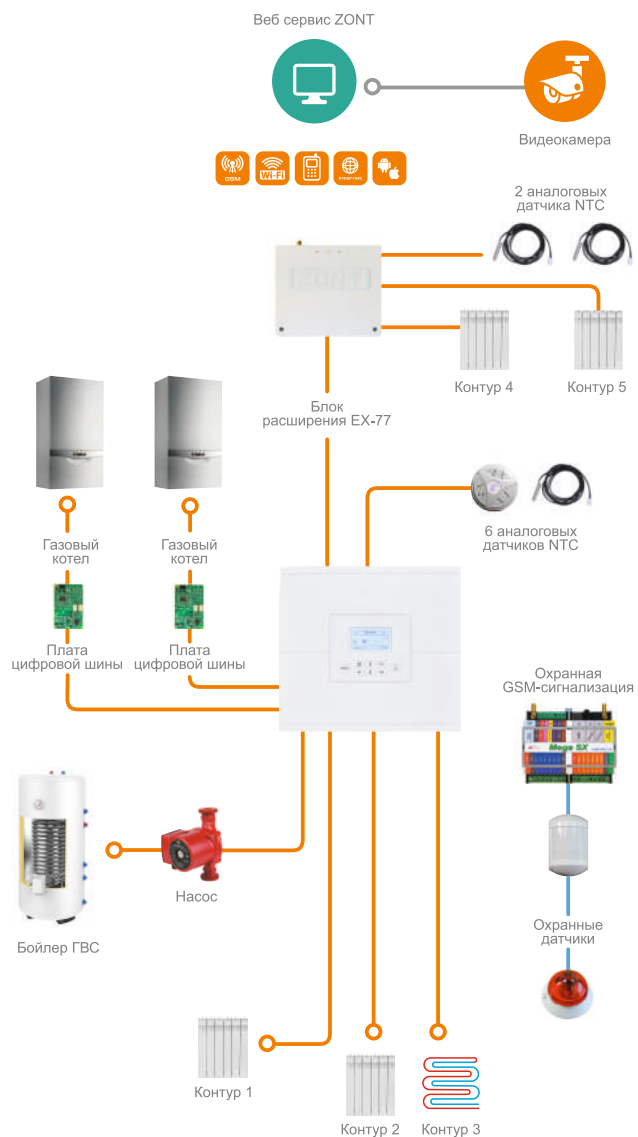 Веб сервис ZONT
Видеокамера
GSM
Wi-Fi
Internet
2 аналоговых
датчика NTC
ZONT
Контур 4
Контур 5
Блок
расширения EX-77
6 аналоговых
датчиков NTC
Газовый
котел
Газовый
котел
Плата
цифровой шины
Плата
цифровой шины
Охранная
GSM-сигнализация
Mega SX
Насос
Бойлер ГВС
Охранные
датчики
Контур 1
Контур 2
Контур 3